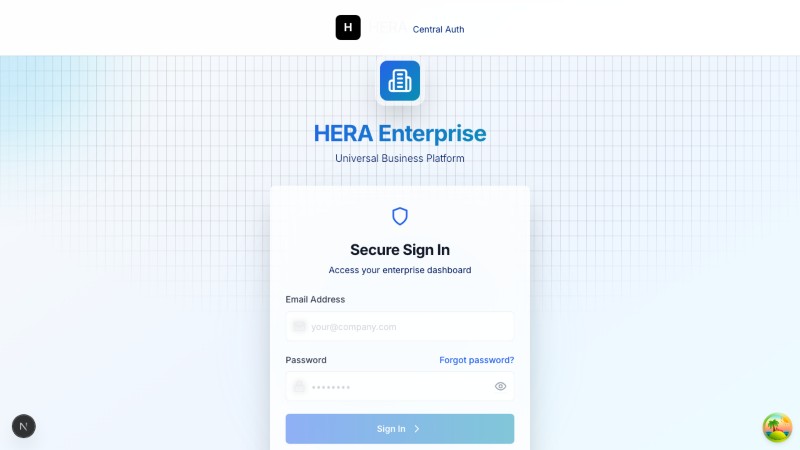 H HERA Central Auth
HERA Enterprise
Universal Business Platform
Secure Sign In
Access your enterprise dashboard
Email Address
your@company.com
Password Forgot password?
Sign In
N